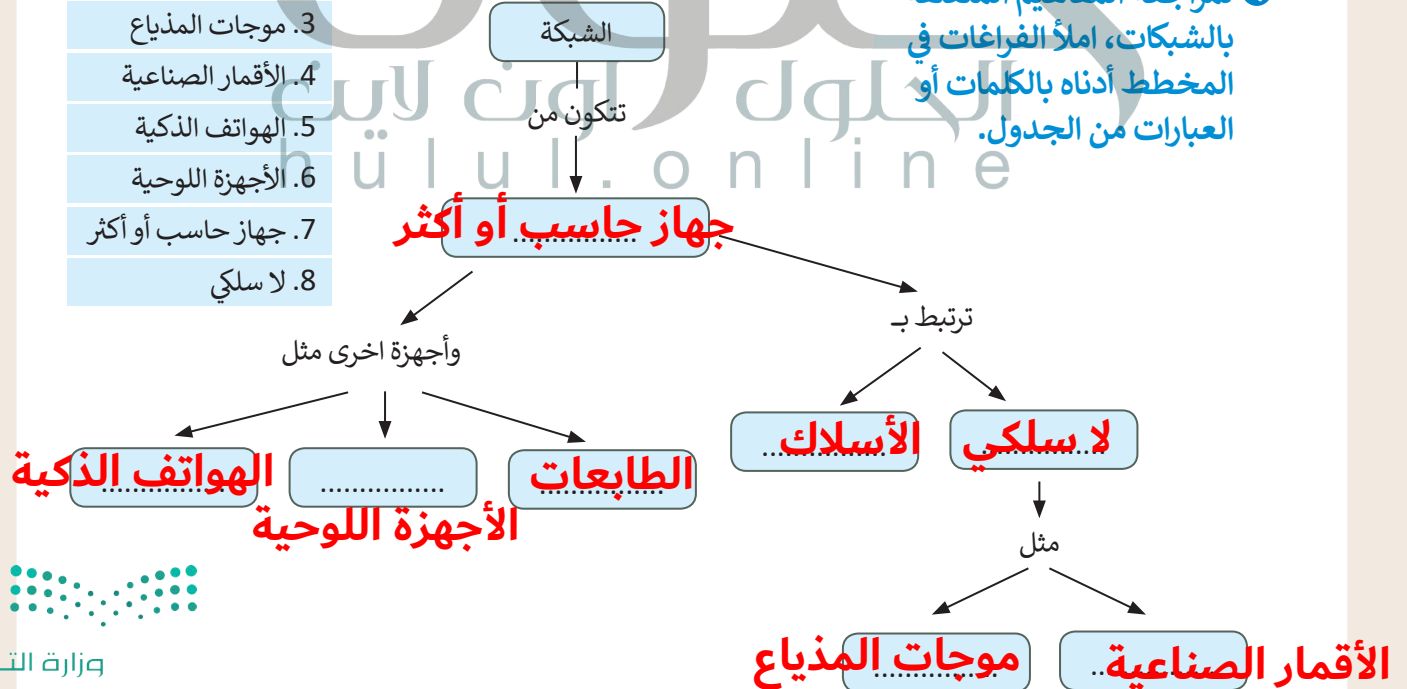 بالشبكات، املأ الفراغات في
المخطط أدناه بالكلمات أو
العبارات من الجدول.
الشبكة
تتكون من
جهاز حاسب أو أكثر
ترتبط بـ
وأجهزة اخرى مثل
لا سلكي
الأسلاك
الطابعات
الأجهزة اللوحية
الهواتف الذكية
مثل
الأقمار الصناعية
موجات المذياع
3. موجات المذياع
4. الأقمار الصناعية
5. الهواتف الذكية
6. الأجهزة اللوحية
7. جهاز حاسب أو أكثر
8. لا سلكي
الحلول اون لاين
hülul.online
وزارة التـ